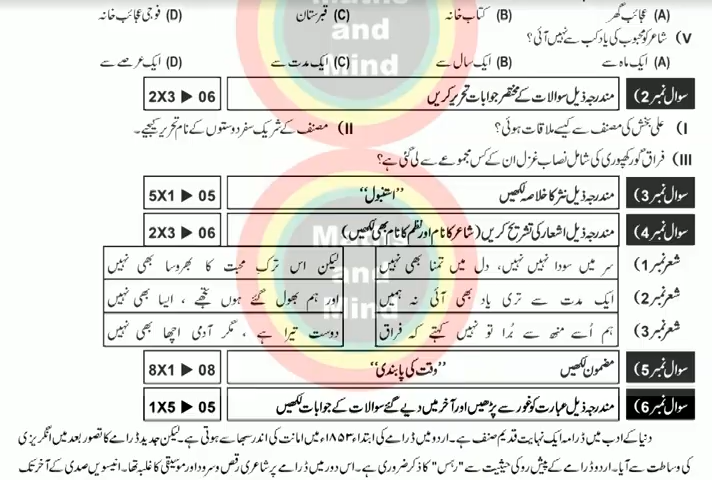 (A) عجائب گھر (B) کتاب خانہ (C) قبرستان (D) فوجی عجائب خانہ
V) شاعر کو محبوب کی یاد کب سے نہیں آئی؟
(A) ایک ماہ سے (B) ایک سال سے (C) ایک مدت سے (D) ایک عرصے سے
سوال نمبر 2) مندرجہ ذیل سوالات کے مختصر جوابات تحریر کریں 2X3 ▶ 06
I) علی بخش کی مصنف سے کیسے ملاقات ہوئی؟ II) مصنف کے شریک سفر دوستوں کے نام تحریر کیجیے۔
III) فراق گورکھپوری کی شامل نصاب غزل ان کے کس مجموعے سے لی گئی ہے؟
سوال نمبر 3) مندرجہ ذیل نثر کا خلاصہ لکھیں "استنبول" 5X1 ▶ 05
سوال نمبر 4) مندرجہ ذیل اشعار کی تشریح کریں (شاعر کا نام اور نظم کا نام بھی لکھیں) 2X3 ▶ 06
شعر نمبر 1) سر میں سودا نہیں نہیں، دل میں تمنا بھی نہیں لیکن اس ترکِ محبت کا بھروسا بھی نہیں
شعر نمبر 2) ایک مدت سے تری یاد بھی آئی نہ ہمیں اور ہم بھول گئے ہوں تجھے، ایسا بھی نہیں
شعر نمبر 3) ہم اُسے منھ سے بُرا تو نہیں کہتے کہ فراق دوست تیرا ہے، مگر آدمی اچھا بھی نہیں
سوال نمبر 5) مضمون لکھیں "وقت کی پابندی" 8X1 ▶ 08
سوال نمبر 6) مندرجہ ذیل عبارت کو غور سے پڑھیں اور آخر میں دیے گئے سوالات کے جوابات لکھیں 1X5 ▶ 05
دنیا کے ادب میں ڈرامہ ایک نہایت قدیم صنف ہے۔ اردو میں ڈرامے کی ابتداء ۱۸۵۳ء میں امانت کی اندر سبھا سے ہوتی ہے۔ لیکن جدید ڈرامے کا تصور بعد میں انگریزی
کی وساطت سے آیا۔ اردو ڈرامے کے پیش رو کی حیثیت سے "رہس" کا ذکر ضروری ہے۔ اس دور میں ڈرامے پر شاعری رقص و سرود اور موسیقی کا غلبہ تھا۔ انیسویں صدی کے آخر تک
Maths
and
Mind
Maths
and
Mind